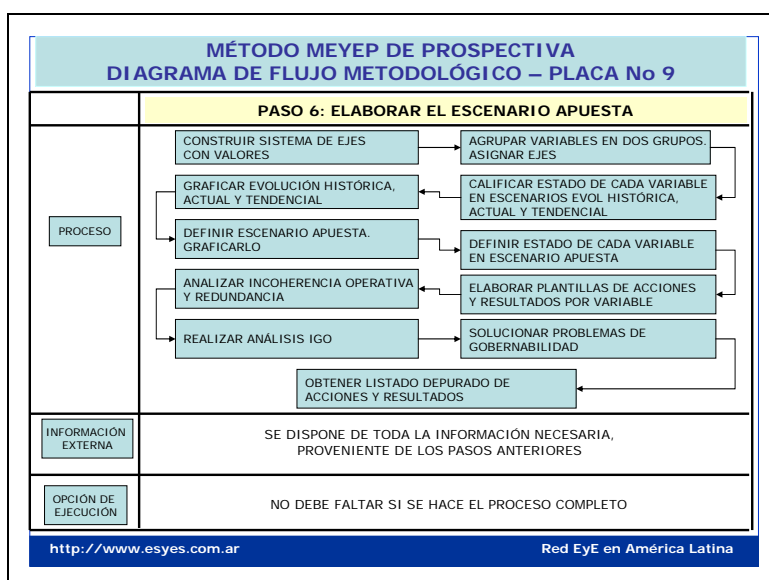 MÉTODO MEYEP DE PROSPECTIVA
DIAGRAMA DE FLUJO METODOLÓGICO – PLACA No 9
PASO 6: ELABORAR EL ESCENARIO APUESTA
PROCESO
CONSTRUIR SISTEMA DE EJES
CON VALORES
AGRUPAR VARIABLES EN DOS GRUPOS.
ASIGNAR EJES
CALIFICAR ESTADO DE CADA VARIABLE
EN ESCENARIOS EVOL HISTÓRICA,
ACTUAL Y TENDENCIAL
GRAFICAR EVOLUCIÓN HISTÓRICA,
ACTUAL Y TENDENCIAL
DEFINIR ESCENARIO APUESTA.
GRAFICARLO
DEFINIR ESTADO DE CADA VARIABLE
EN ESCENARIO APUESTA
ELABORAR PLANTILLAS DE ACCIONES
Y RESULTADOS POR VARIABLE
ANALIZAR INCOHERENCIA OPERATIVA
Y REDUNDANCIA
REALIZAR ANÁLISIS IGO
SOLUCIONAR PROBLEMAS DE
GOBERNABILIDAD
OBTENER LISTADO DEPURADO DE
ACCIONES Y RESULTADOS
INFORMACIÓN
EXTERNA
SE DISPONE DE TODA LA INFORMACIÓN NECESARIA,
PROVENIENTE DE LOS PASOS ANTERIORES
OPCIÓN DE
EJECUCIÓN
NO DEBE FALTAR SI SE HACE EL PROCESO COMPLETO
http://www.esyes.com.ar
Red EyE en América Latina